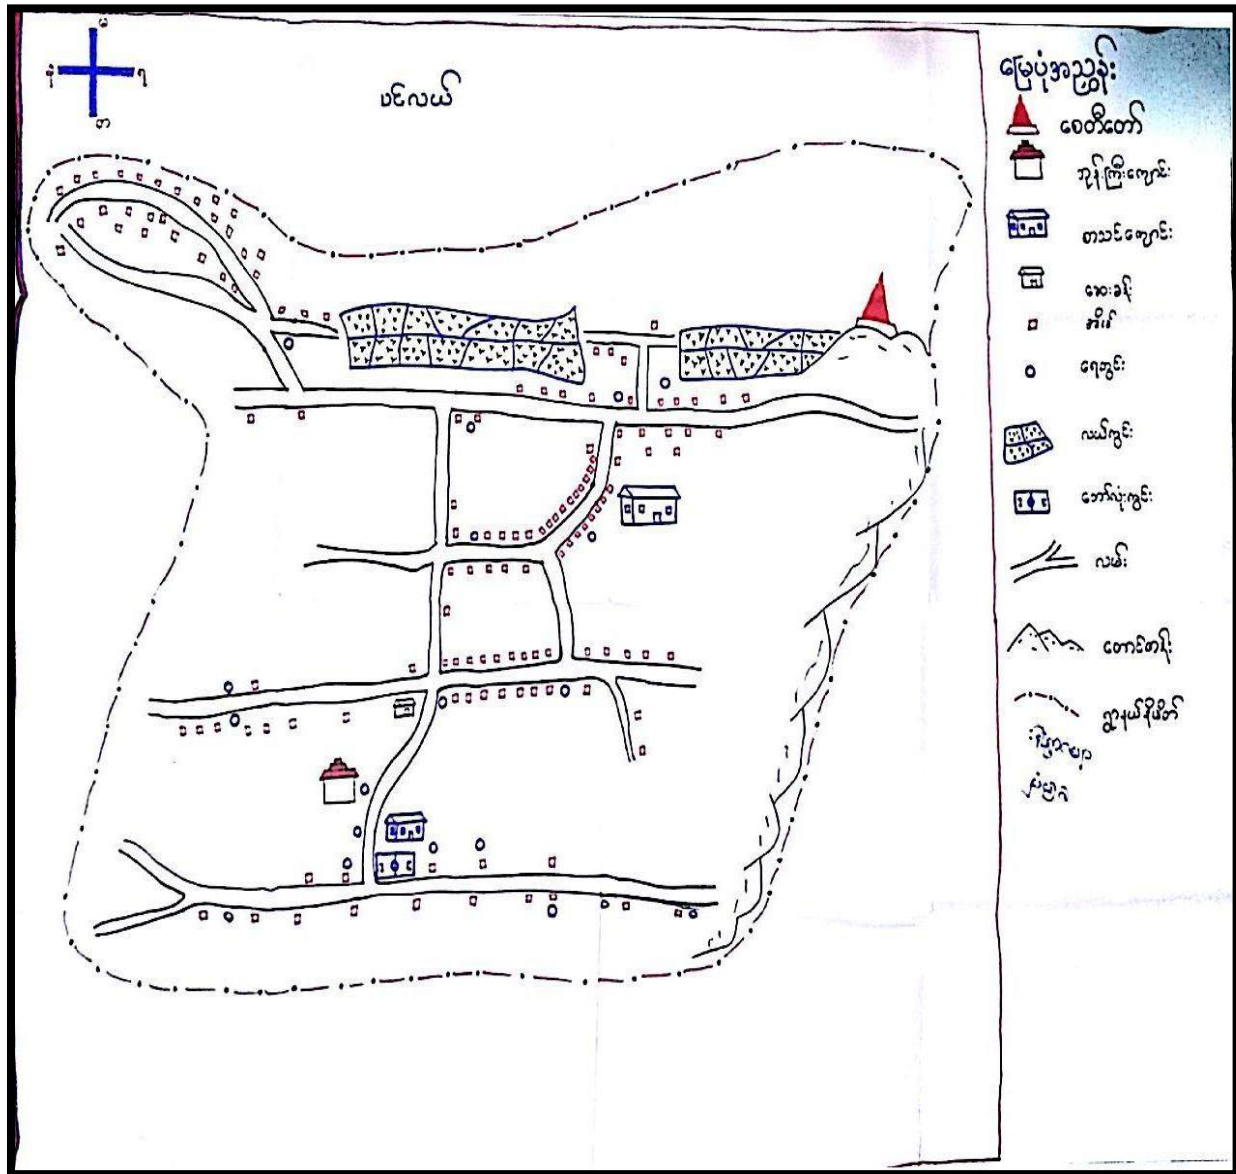 မ
န
ရ
တ
ပင်လယ်
မြေပုံအညွှန်း
စေတီတော်
ဘုန်းကြီးကျောင်း
စာသင်ကျောင်း
ဆေးခန်း
အိမ်
ရေတွင်း
လယ်ကွင်း
ဘော်လုံးကွင်း
လမ်း
တောင်တန်း
ရွာနယ်နိမိတ်